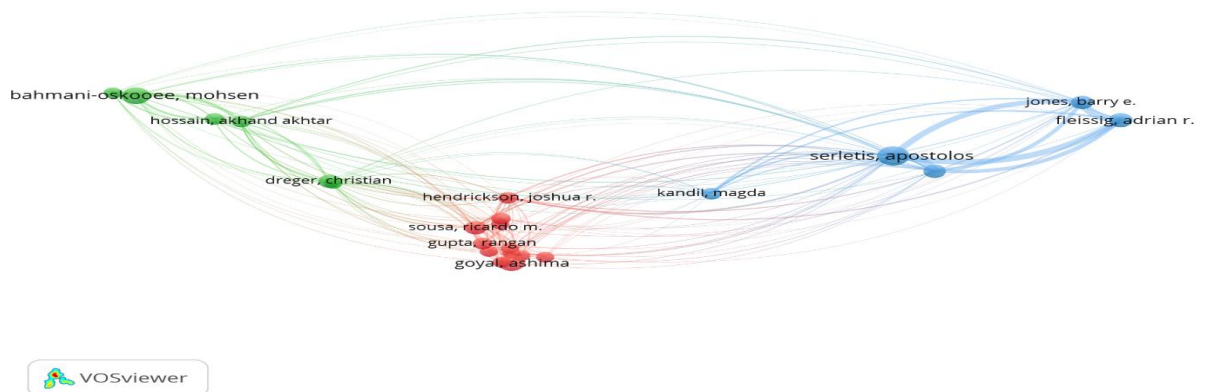 bahmani-oskooee, mohsen
hossain, akhand akhtar
dreger, christian
hendrickson, joshua r.
sousa, ricardo m.
gupta, rangan
goyal, ashima
kandil, magda
serletis, apostolos
jones, barry e.
fleissig, adrian r.
VOSviewer